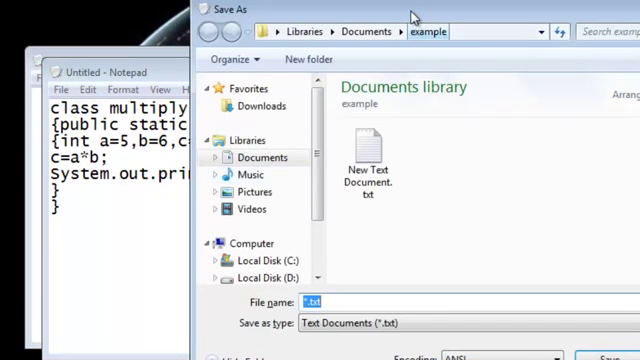 Save As
Libraries Documents example
Search examp
Organize New folder
Untitled - Notepad
File Edit Format View H
class multiply
{public static
{int a=5,b=6,c=
c=a*b;
System.out.pri
}
}
Favorites
Downloads
Libraries
Documents
Music
Pictures
Videos
Computer
Local Disk (C:)
Local Disk (D:)
Documents library
example
Arrang
New Text
Document.
txt
File name: *.txt
Save as type: Text Documents (*.txt)
Hide Folder
Encoding: ANSI
Save